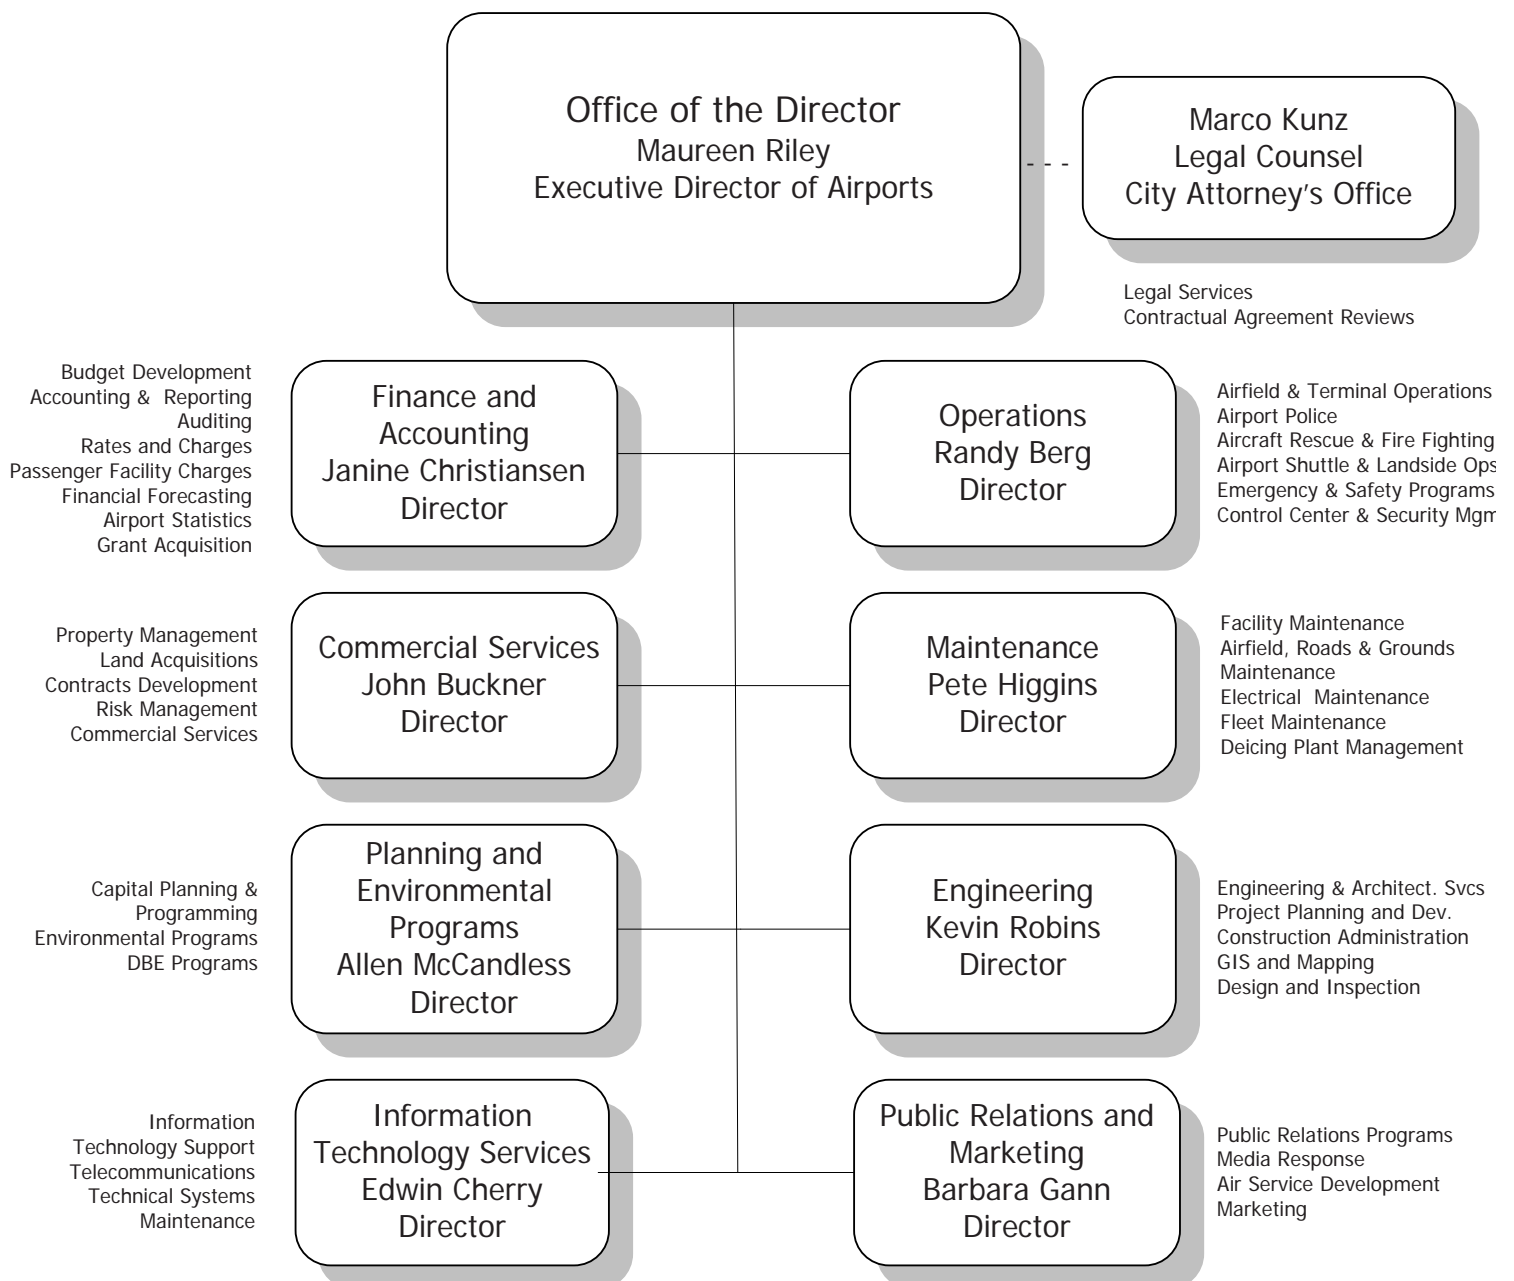 Office of the Director
Maureen Riley
Executive Director of Airports
Marco Kunz
Legal Counsel
City Attorney's Office
Legal Services
Contractual Agreement Reviews
Budget Development
Accounting & Reporting
Auditing
Rates and Charges
Passenger Facility Charges
Financial Forecasting
Airport Statistics
Grant Acquisition
Finance and
Accounting
Janine Christiansen
Director
Operations
Randy Berg
Director
Airfield & Terminal Operations
Airport Police
Aircraft Rescue & Fire Fighting
Airport Shuttle & Landside Ops
Emergency & Safety Programs
Control Center & Security Mgm
Property Management
Land Acquisitions
Contracts Development
Risk Management
Commercial Services
Commercial Services
John Buckner
Director
Maintenance
Pete Higgins
Director
Facility Maintenance
Airfield, Roads & Grounds
Maintenance
Electrical Maintenance
Fleet Maintenance
Deicing Plant Management
Capital Planning &
Programming
Environmental Programs
DBE Programs
Planning and
Environmental
Programs
Allen McCandless
Director
Engineering
Kevin Robins
Director
Engineering & Architect. Svcs
Project Planning and Dev.
Construction Administration
GIS and Mapping
Design and Inspection
Information
Technology Support
Telecommunications
Technical Systems
Maintenance
Information
Technology Services
Edwin Cherry
Director
Public Relations and
Marketing
Barbara Gann
Director
Public Relations Programs
Media Response
Air Service Development
Marketing